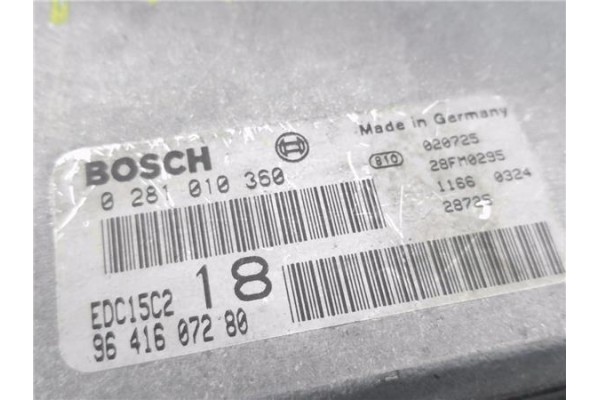 BOSCH
0 281 010 360
EDC15C2 18
96 416 072 80
Made in Germany
810 020725
28FM0295
1166 0324
28725